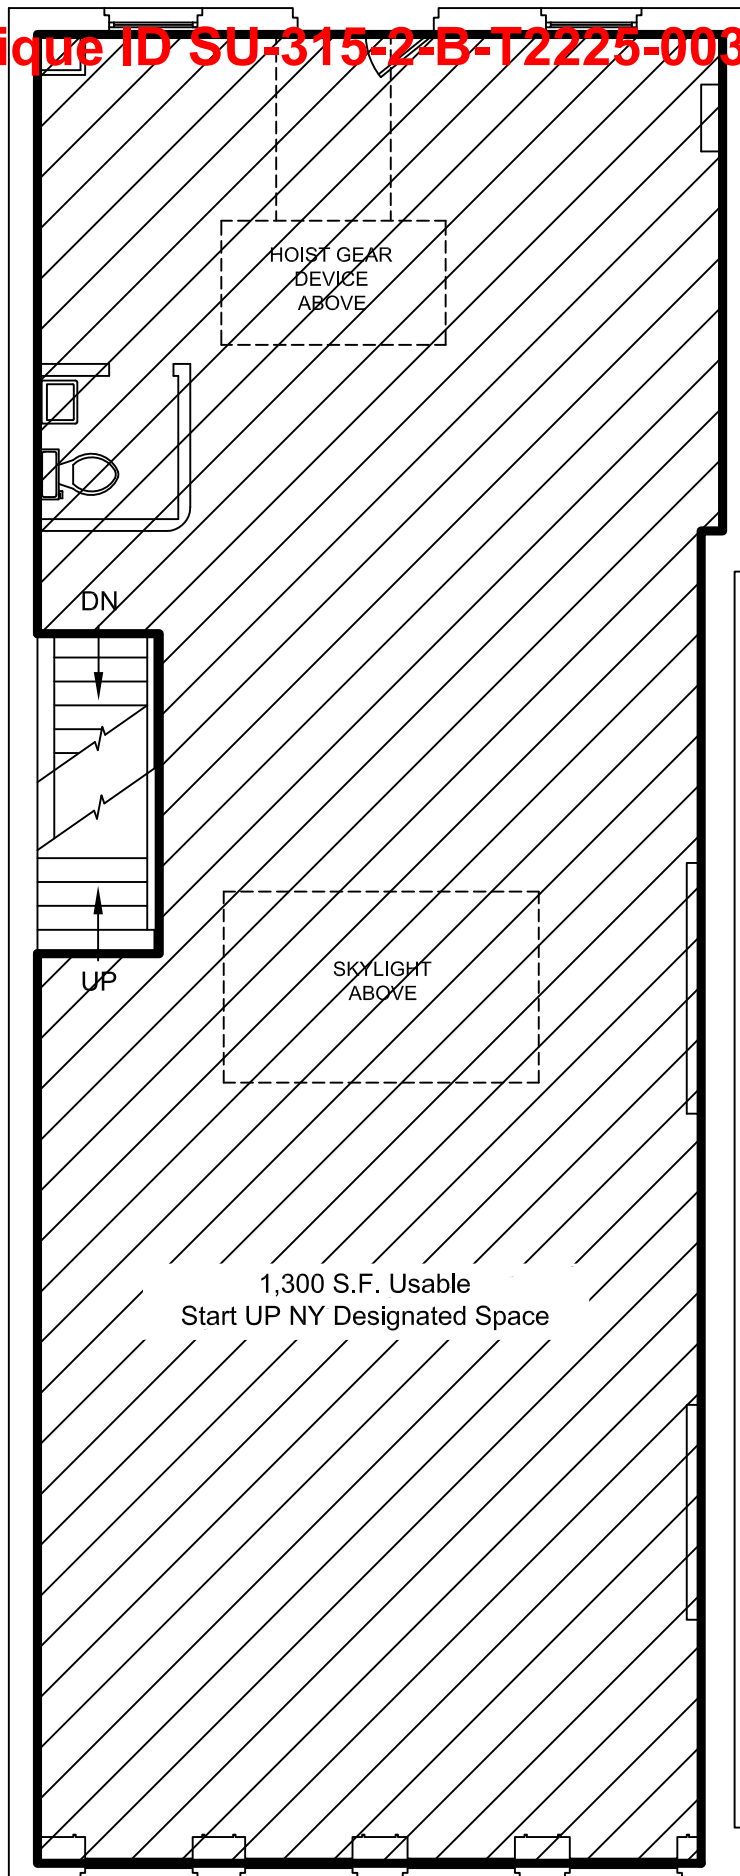 ique ID SU-315-2-B-T2225-003
HOIST GEAR
DEVICE
ABOVE
DN
UP
SKYLIGHT
ABOVE
1,300 S.F. Usable
Start UP NY Designated Space